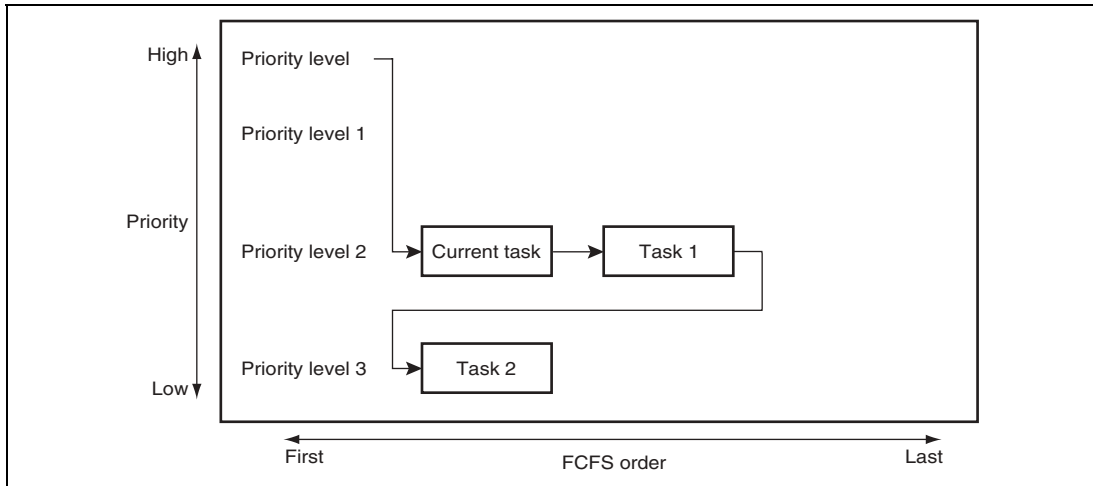 High
Priority level
Priority level 1
Priority
Priority level 2
Current task
Task 1
Priority level 3
Task 2
Low
First
FCFS order
Last